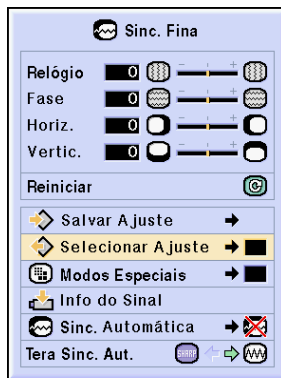 Sinc. Fina
Relógio 0 - +
Fase 0
Horiz. 0
Vertic. 0
Reiniciar
Salvar Ajuste
Selecionar Ajuste
Modos Especiais
Info do Sinal
Sinc. Automática
Tera Sinc. Aut. SHARP